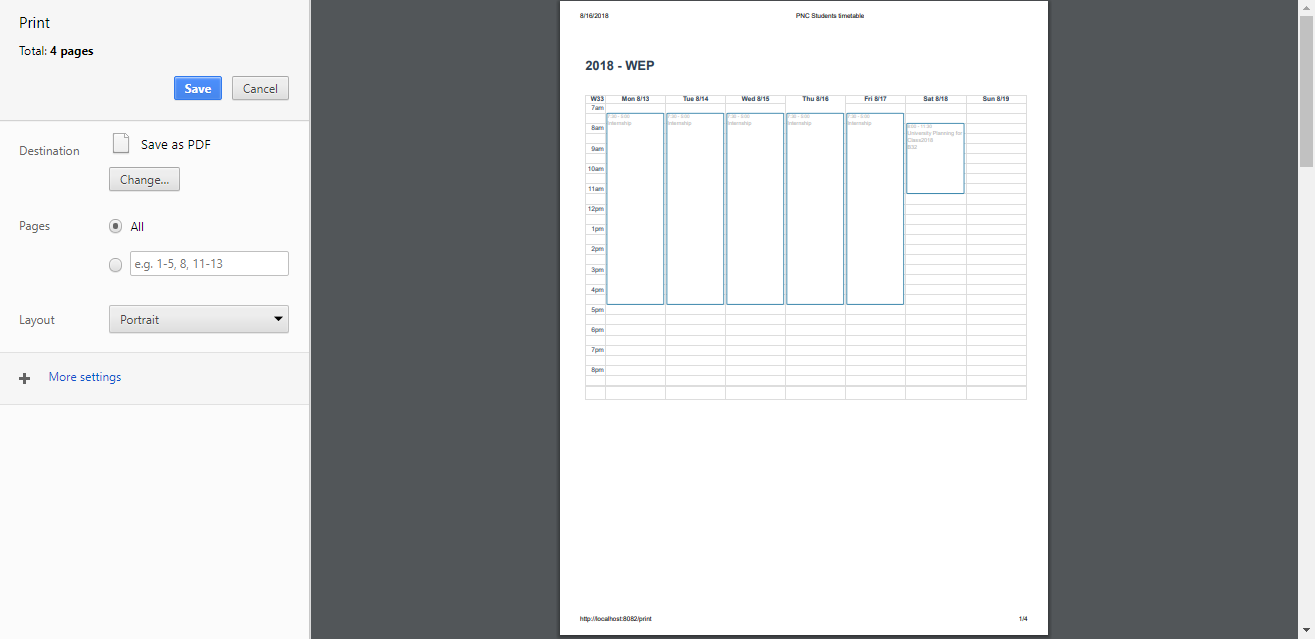 Print
Total: 4 pages
Save Cancel
Destination Save as PDF
Change...
Pages All
e.g. 1-5, 8, 11-13
Layout Portrait
More settings
8/16/2018 PNC Students timetable
2018 - WEP
W33 Mon 8/13 Tue 8/14 Wed 8/15 Thu 8/16 Fri 8/17 Sat 8/18 Sun 8/19
7am
7:30 - 5:00 7:30 - 5:00 7:30 - 5:00 7:30 - 5:00 7:30 - 5:00
Internship Internship Internship Internship Internship
8am
8:00 - 11:30
University Planning for
Class2019
B32
9am
10am
11am
12pm
1pm
2pm
3pm
4pm
5pm
6pm
7pm
8pm
http://localhost:8082/print 1/4